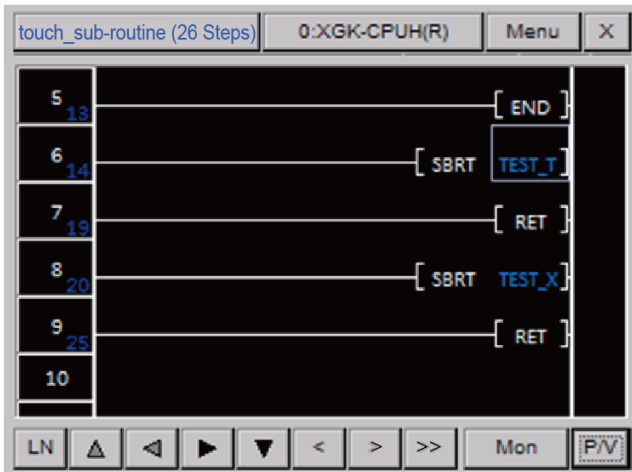 touch_sub-routine (26 Steps) 0:XGK-CPUH(R) Menu X
5 13 [ END ]
6 14 [ SBRT TEST_T ]
7 19 [ RET ]
8 20 [ SBRT TEST_X ]
9 25 [ RET ]
10
LN < > >> Mon P/V